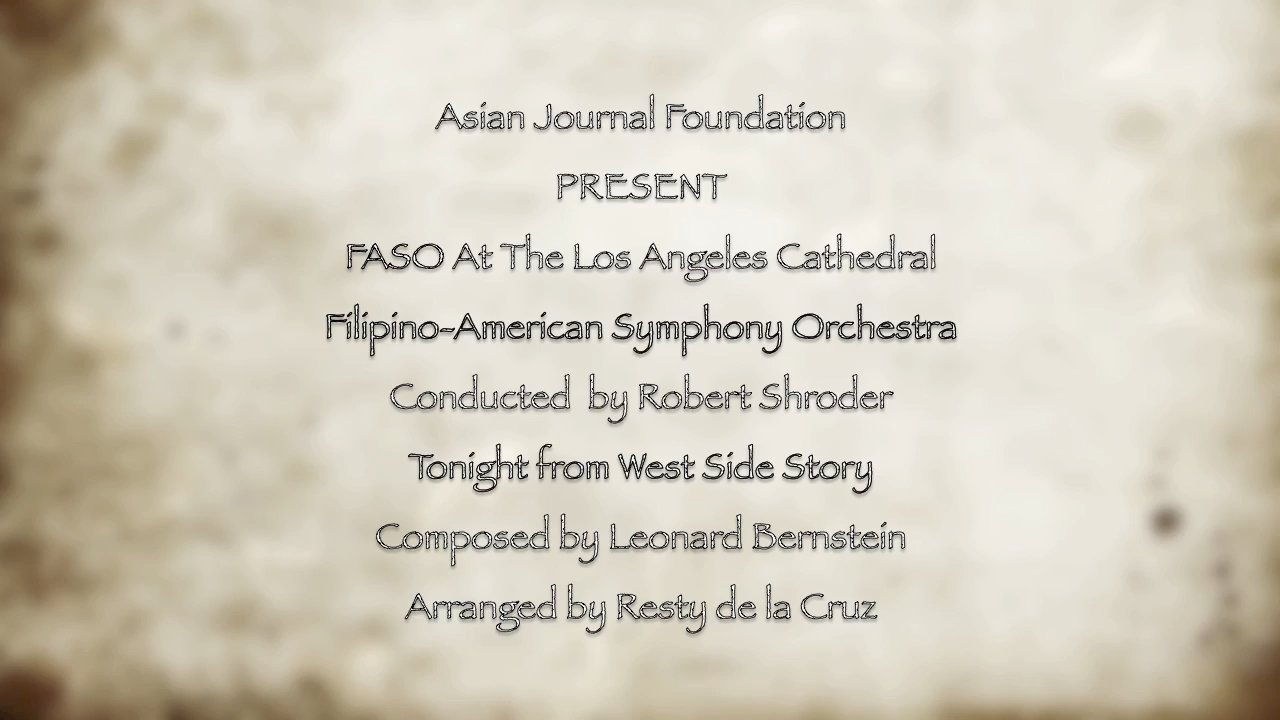 Asian Journal Foundation
PRESENT
FASO At The Los Angeles Cathedral
Filipino-American Symphony Orchestra
Conducted  by Robert Shroder
Tonight from West Side Story
Composed by Leonard Bernstein
Arranged by Resty de la Cruz